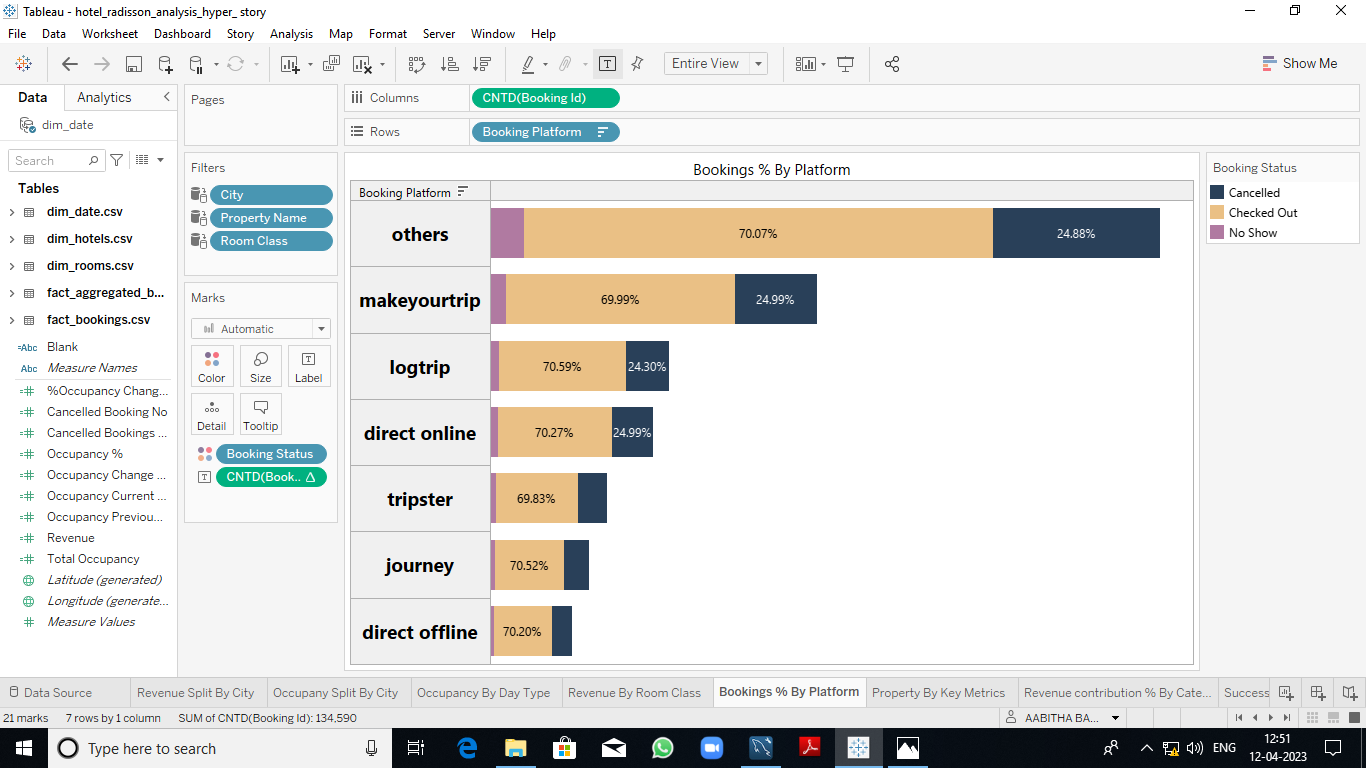 Tableau - hotel_radisson_analysis_hyper_ story
File Data Worksheet Dashboard Story Analysis Map Format Server Window Help
Entire View
Show Me
Data Analytics
dim_date
Search
Tables
dim_date.csv
dim_hotels.csv
dim_rooms.csv
fact_aggregated_b...
fact_bookings.csv
Blank
Measure Names
%Occupancy Chang...
Cancelled Booking No
Cancelled Bookings ...
Occupancy %
Occupancy Change ...
Occupancy Current ...
Occupancy Previou...
Revenue
Total Occupancy
Latitude (generated)
Longitude (generate...
Measure Values
Pages
Filters
City
Property Name
Room Class
Marks
Automatic
Color Size Label
Detail Tooltip
Booking Status
CNTD(Book..
Columns CNTD(Booking Id)
Rows Booking Platform
Bookings % By Platform
Booking Platform
others 70.07% 24.88%
makeyourtrip 69.99% 24.99%
logtrip 70.59% 24.30%
direct online 70.27% 24.99%
tripster 69.83%
journey 70.52%
direct offline 70.20%
Booking Status
Cancelled
Checked Out
No Show
Data Source Revenue Split By City Occupany Split By City Occupancy By Day Type Revenue By Room Class Bookings % By Platform Property By Key Metrics Revenue contribution % By Cate... Success
21 marks 7 rows by 1 column SUM of CNTD(Booking Id): 134,590 AABITHA BA...
Type here to search
ENG
12:51
12-04-2023